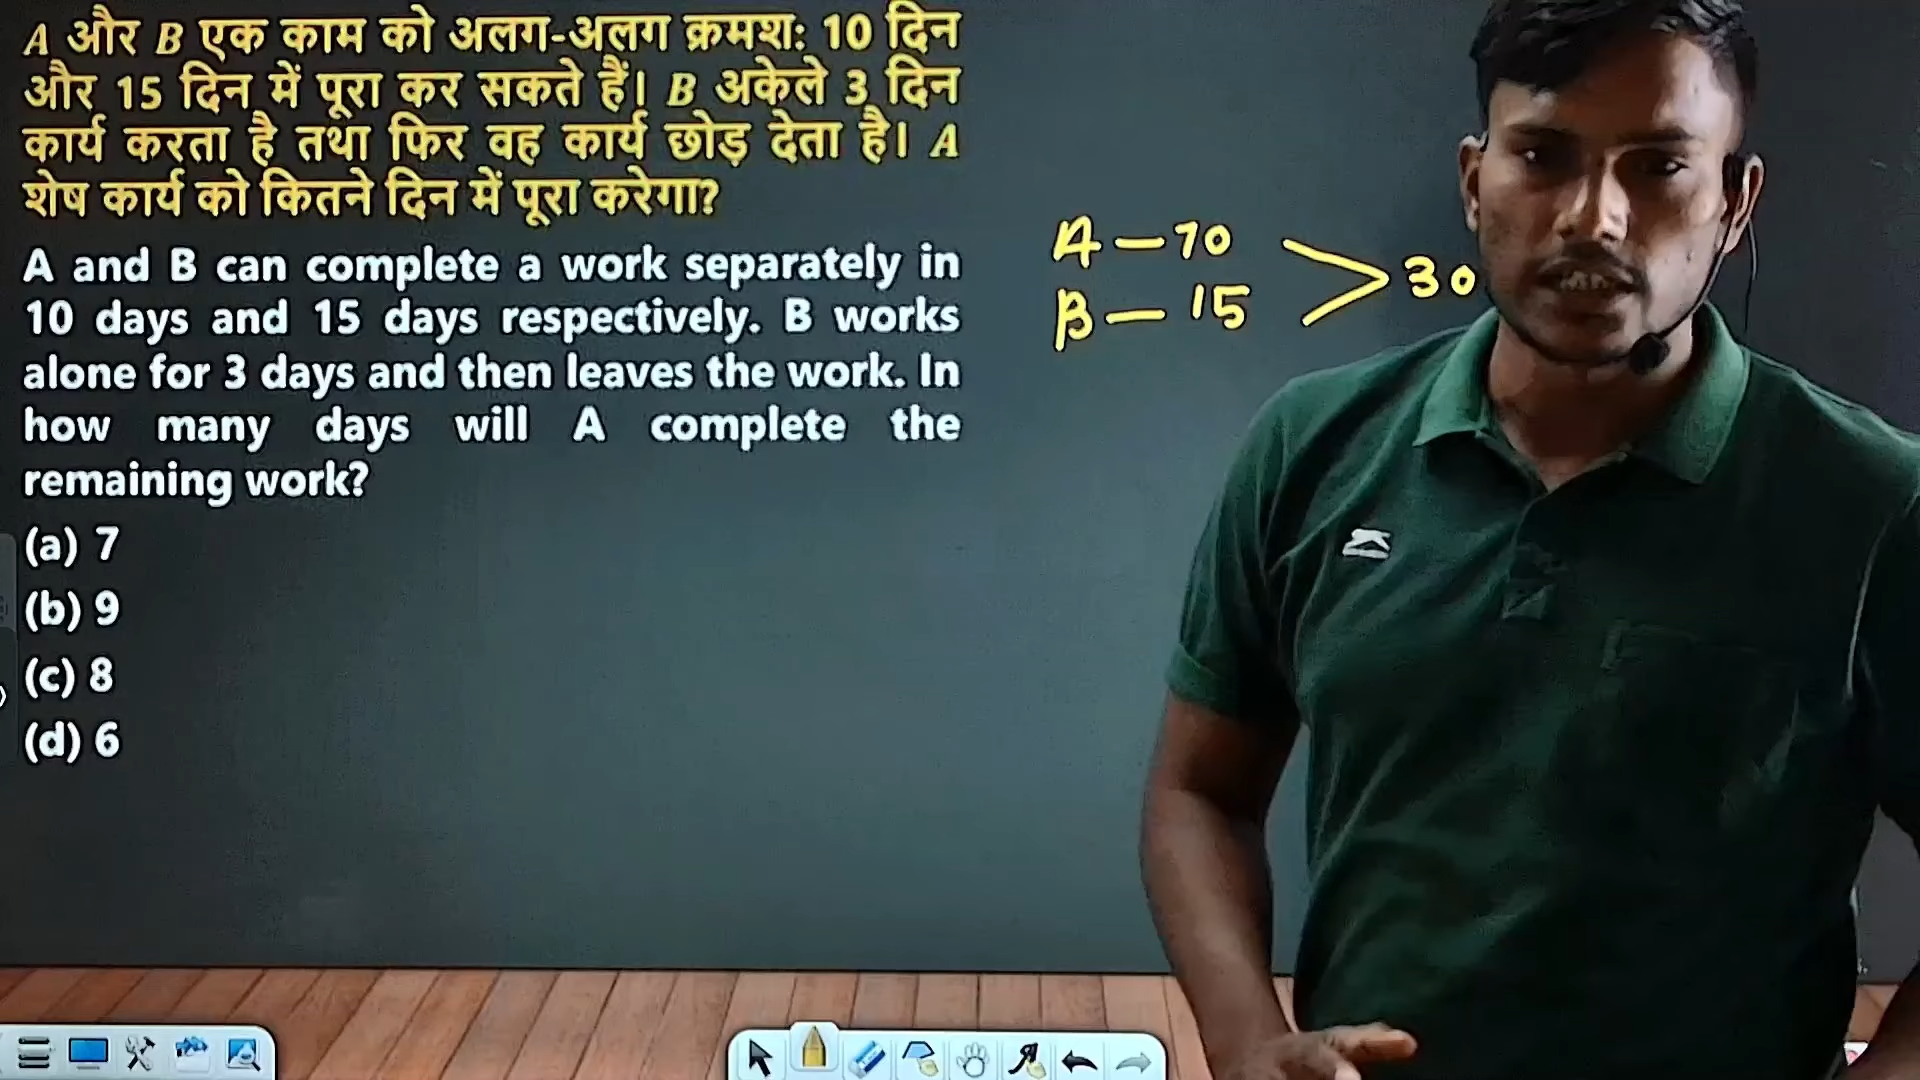 A और B एक काम को अलग-अलग क्रमश: 10 दिन
और 15 दिन में पूरा कर सकते हैं। B अकेले 3 दिन
कार्य करता है तथा फिर वह कार्य छोड़ देता है। A
शेष कार्य को कितने दिन में पूरा करेगा?
A and B can complete a work separately in
10 days and 15 days respectively. B works
alone for 3 days and then leaves the work. In
how many days will A complete the
remaining work?
(a) 7
(b) 9
(c) 8
(d) 6
A — 10
B — 15
30